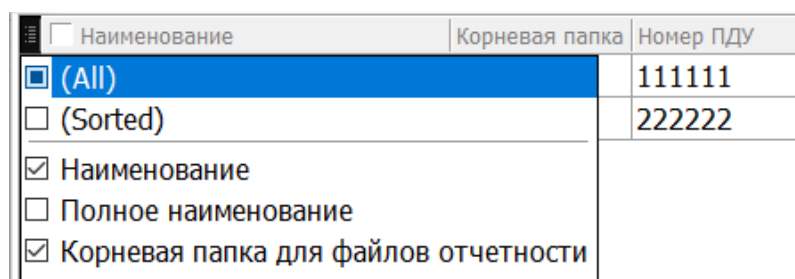 Наименование Корневая папка Номер ПДУ
(All) 111111
(Sorted) 222222
Наименование
Полное наименование
Корневая папка для файлов отчетности